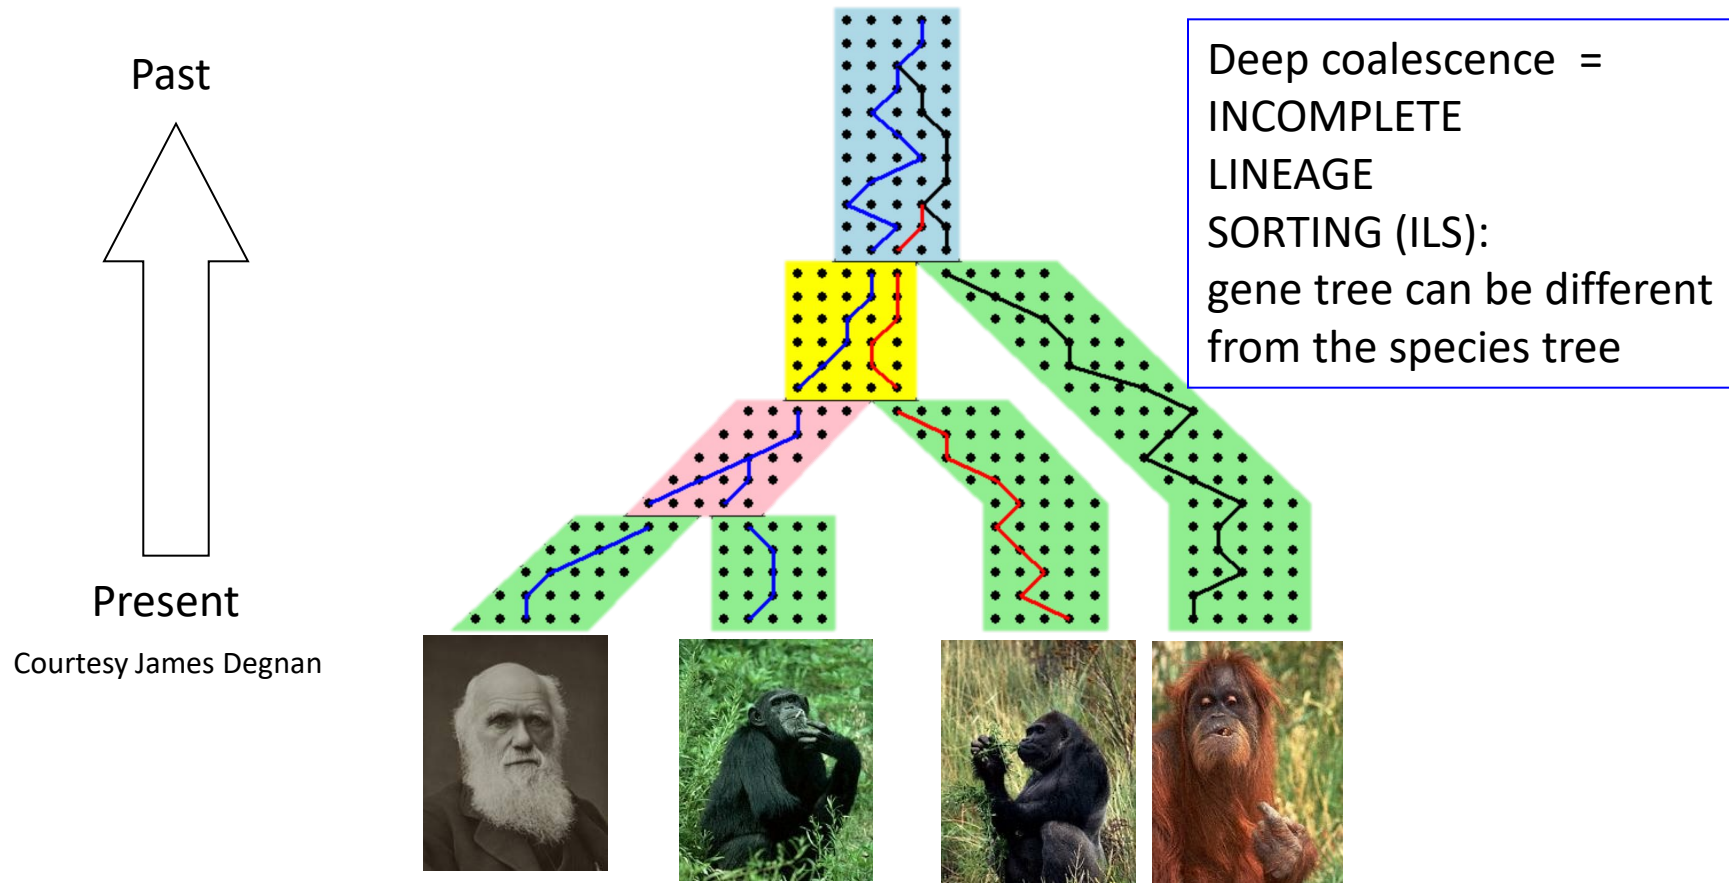 Past
Present
Courtesy James Degnan
Deep coalescence =
INCOMPLETE
LINEAGE
SORTING (ILS):
gene tree can be different
from the species tree